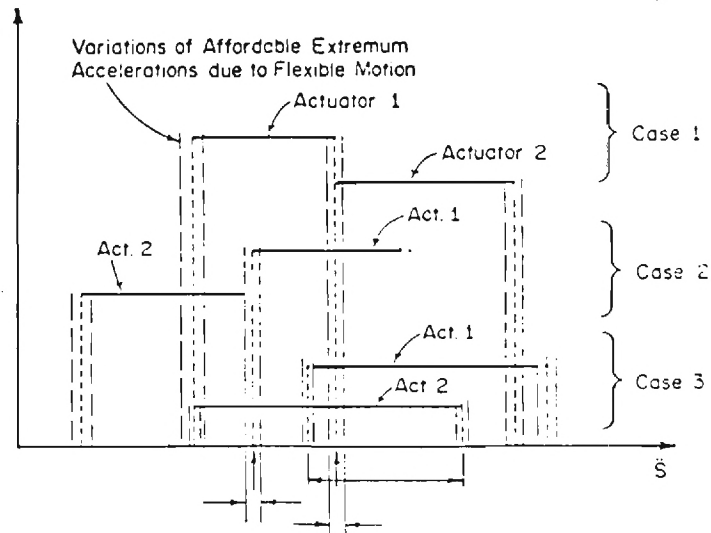 Variations of Affordable Extremum
Accelerations due to Flexible Motion
Actuator 1
Case 1
Actuator 2
Act. 1
Act. 2
Case 2
Act. 1
Act 2
Case 3
S̈